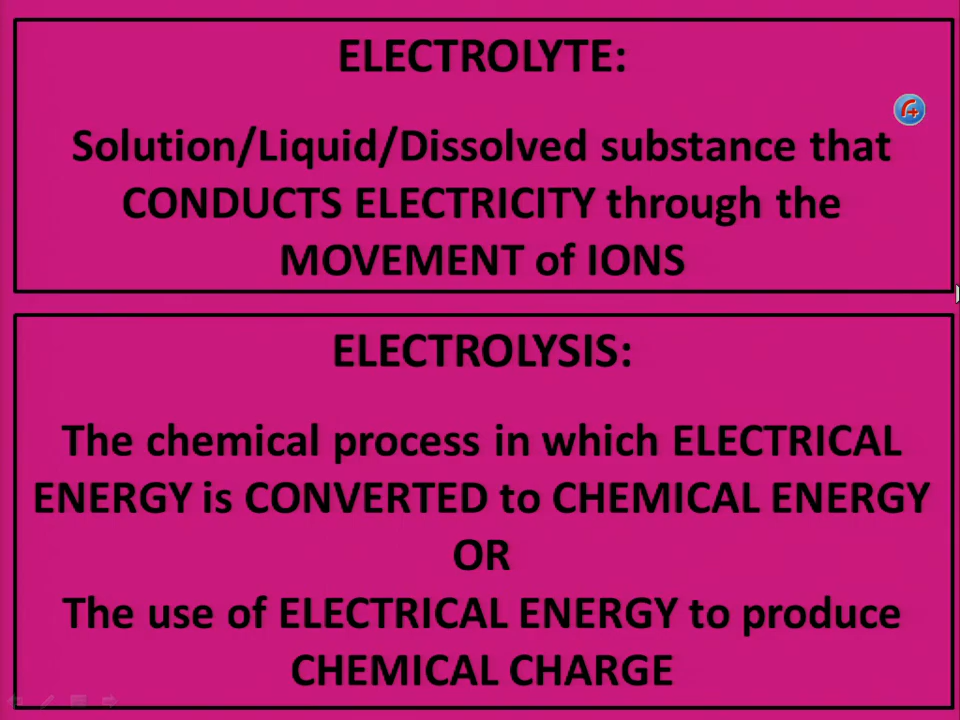 ELECTROLYTE:
Solution/Liquid/Dissolved substance that
CONDUCTS ELECTRICITY through the
MOVEMENT of IONS
ELECTROLYSIS:
The chemical process in which ELECTRICAL
ENERGY is CONVERTED to CHEMICAL ENERGY
OR
The use of ELECTRICAL ENERGY to produce
CHEMICAL CHARGE